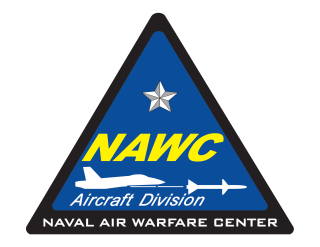 NAWC
Aircraft Division
NAVAL AIR WARFARE CENTER